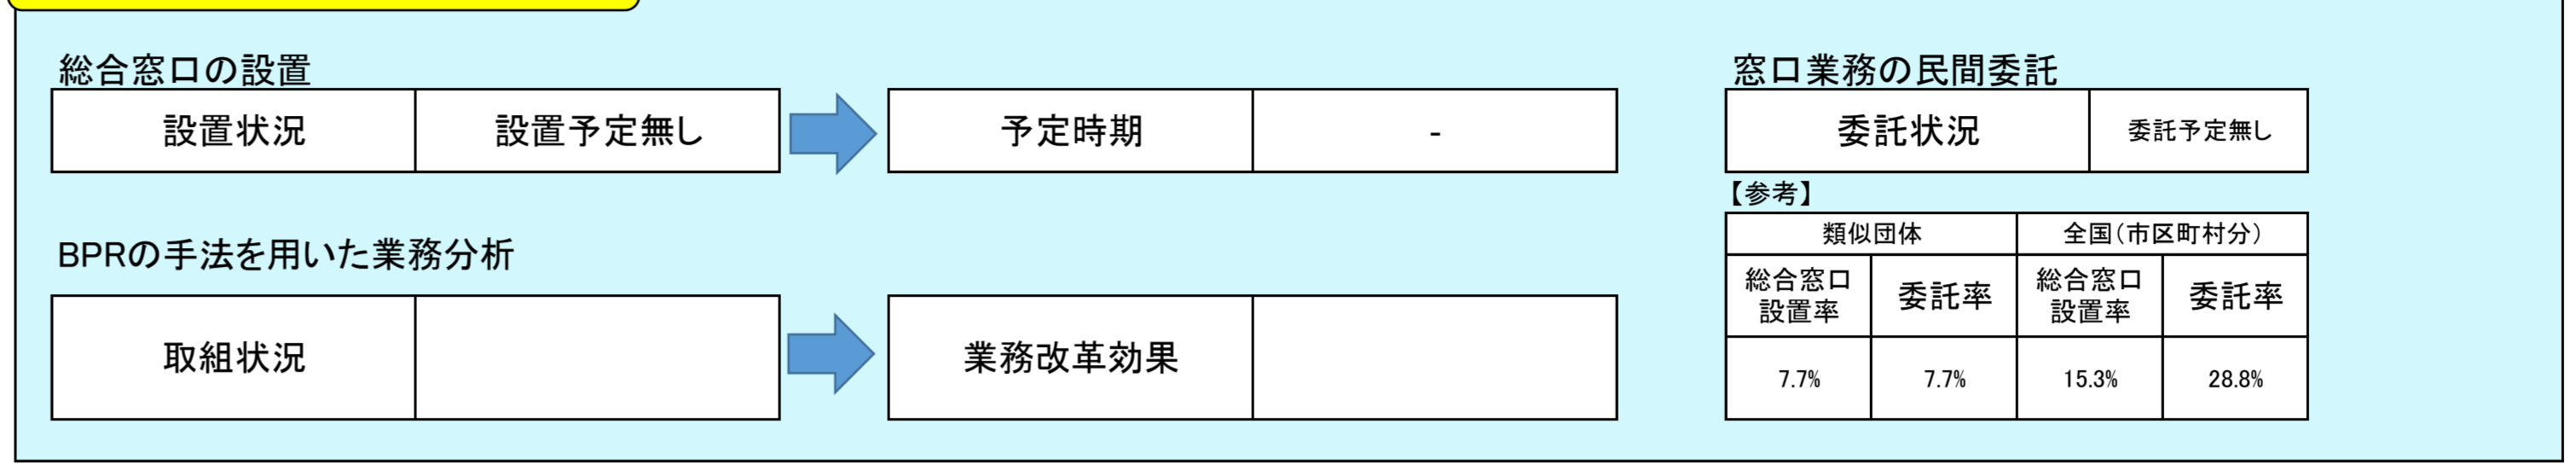 総合窓口の設置
設置状況 設置予定無し 予定時期 -
BPRの手法を用いた業務分析
取組状況 業務改革効果
窓口業務の民間委託
委託状況 委託予定無し
【参考】
類似団体 全国（市区町村分）
総合窓口
設置率
委託率
総合窓口
設置率
委託率
7.7% 7.7% 15.3% 28.8%